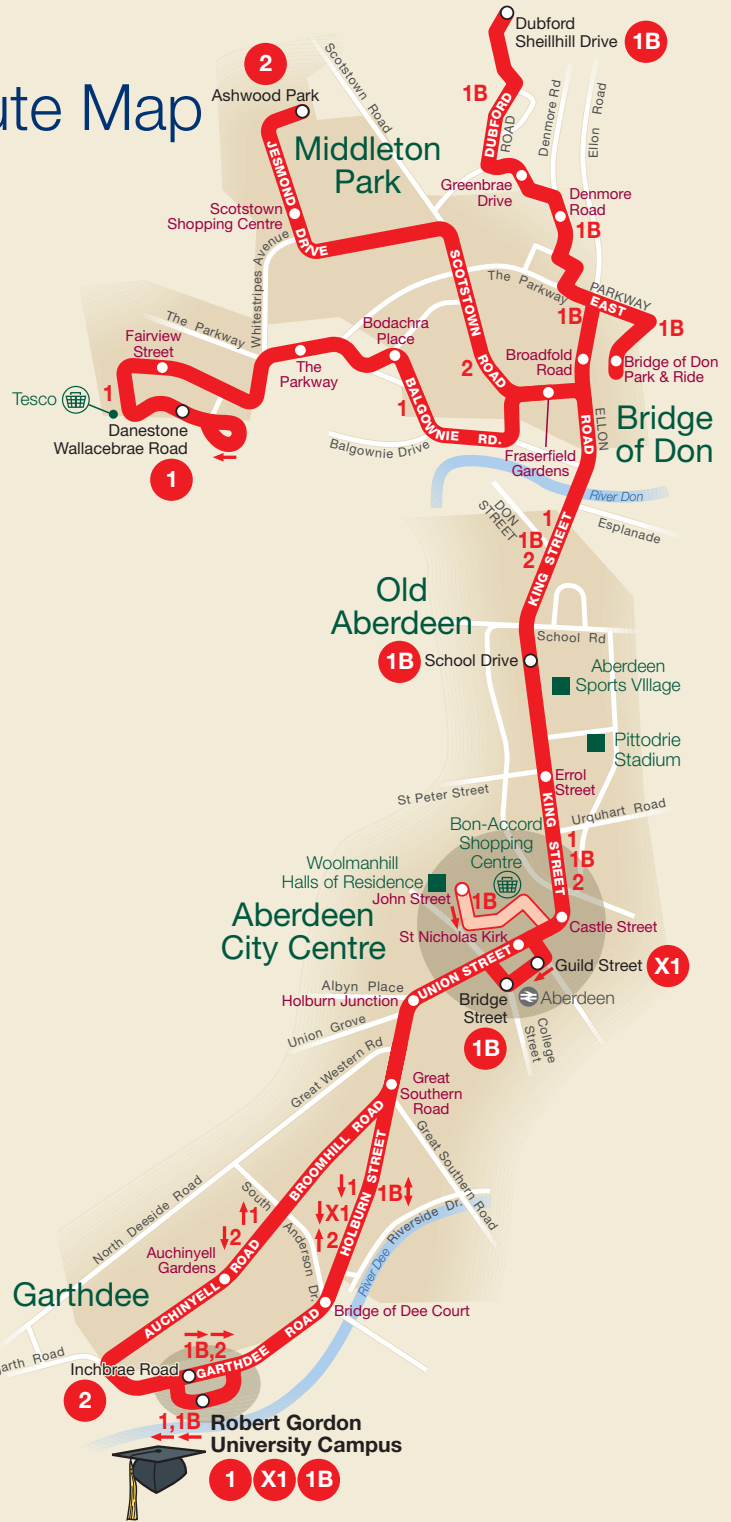 ute Map
Dubford
Sheillhill Drive
1B
2
Ashwood Park
Scotstown Road
1B
DUBFORD
ROAD
Denmore Rd
Ellon Road
JESMOND
DRIVE
Middleton
Park
Greenbrae
Drive
Denmore
Road
1B
Scotstown
Shopping Centre
Whitestripes Avenue
SCOTSTOWN
ROAD
The Parkway
PARKWAY
EAST
1B
1B
The Parkway
Fairview
Street
Bodachra
Place
Broadfold
Road
Bridge of Don
Park & Ride
The
Parkway
2
1
1
Tesco
BALGOWNIE RD.
Danestone
Wallacebrae Road
1
Balgownie Drive
Fraserfield
Gardens
ELLON
ROAD
Bridge
of Don
River Don
DON
STREET
1
1B
2
Esplanade
KING STREET
Old
Aberdeen
School Rd
1B
School Drive
Aberdeen
Sports VIllage
Pittodrie
Stadium
Errol
Street
St Peter Street
KING STREET
Urquhart Road
Bon-Accord
Shopping
Centre
1
1B
2
Woolmanhill
Halls of Residence
John Street
1B
Castle Street
Aberdeen
City Centre
St Nicholas Kirk
UNION STREET
Guild Street
X1
Albyn Place
Holburn Junction
Bridge
Street
Aberdeen
1B
College
Street
Union Grove
Great Western Rd
Great
Southern
Road
Great Southern
Road
BROOMHILL ROAD
HOLBURN STREET
1
X1
2
1B
North Deeside Road
South
Anderson Dr.
1
2
Riverside Dr.
River Dee
Auchinyell
Gardens
AUCHINYELL
ROAD
Garthdee
Bridge of Dee Court
GARTHDEE ROAD
1B,2
arth Road
Inchbrae Road
2
1,1B
Robert Gordon
University Campus
1
X1
1B